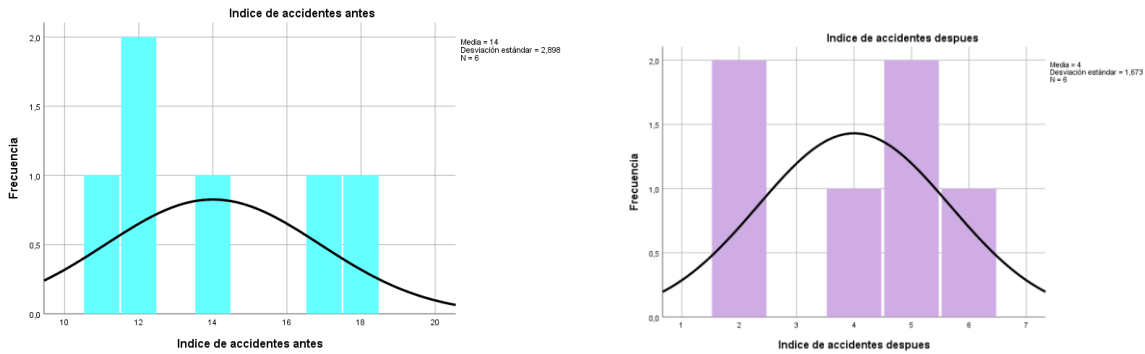 Indice de accidentes antes
Media = 14
Desviación estándar = 2,898
N = 6
2,0
1,5
1,0
0,5
0,0
Frecuencia
10
12
14
16
18
20
Indice de accidentes antes
Indice de accidentes despues
Media = 4
Desviación estándar = 1,673
N = 6
2,0
1,5
1,0
0,5
0,0
Frecuencia
1
2
3
4
5
6
7
Indice de accidentes despues